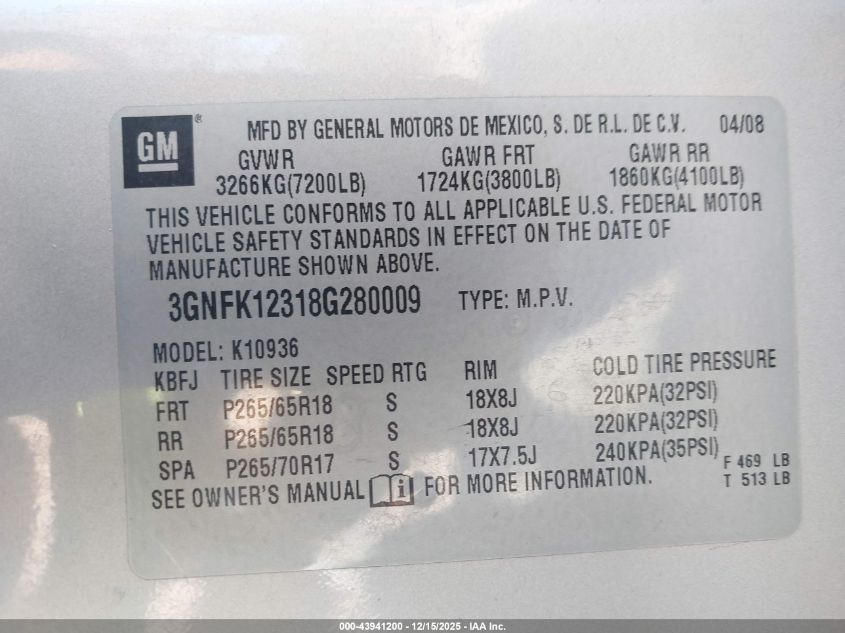 GM ® MFD BY GENERAL MOTORS DE MEXICO, S. DE R.L. DE C.V. 04/08
GVWR GAWR FRT GAWR RR
3266KG(7200LB) 1724KG(3800LB) 1860KG(4100LB)
THIS VEHICLE CONFORMS TO ALL APPLICABLE U.S. FEDERAL MOTOR
VEHICLE SAFETY STANDARDS IN EFFECT ON THE DATE OF
MANUFACTURE SHOWN ABOVE.
3GNFK12318G280009 TYPE: M.P.V.
MODEL: K10936
KBFJ TIRE SIZE SPEED RTG RIM COLD TIRE PRESSURE
FRT P265/65R18 S 18X8J 220KPA(32PSI)
RR P265/65R18 S 18X8J 220KPA(32PSI)
SPA P265/70R17 S 17X7.5J 240KPA(35PSI) F 469 LB
SEE OWNER'S MANUAL i FOR MORE INFORMATION. T 513 LB
000-43941200 - 12/15/2025 - IAA Inc.